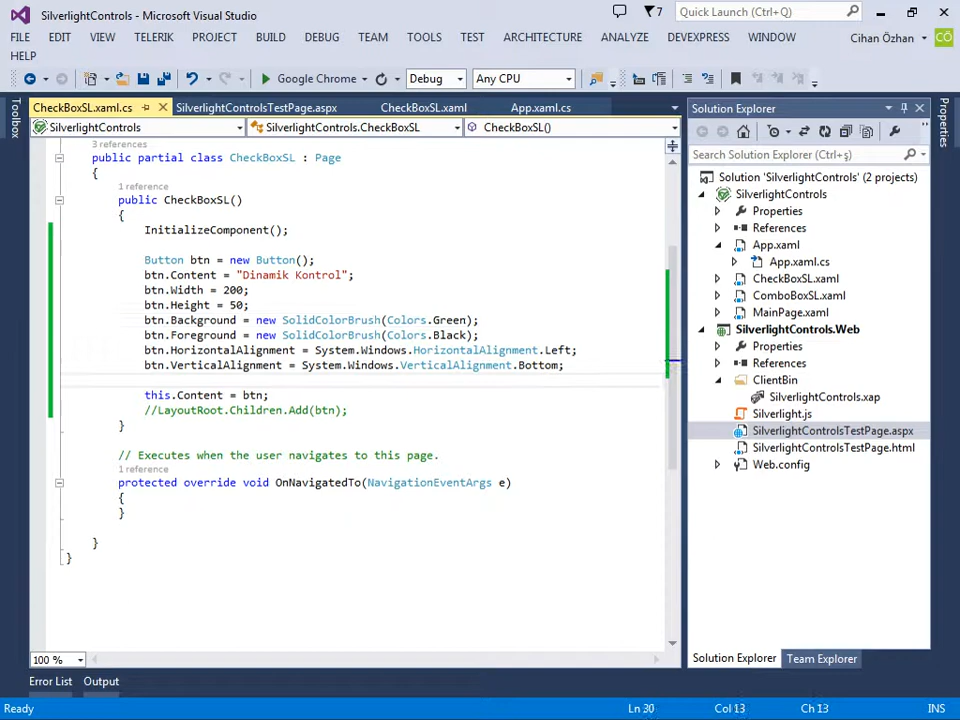 SilverlightControls - Microsoft Visual Studio
7
Quick Launch (Ctrl+Q)
FILE EDIT VIEW TELERIK PROJECT BUILD DEBUG TEAM TOOLS TEST ARCHITECTURE ANALYZE DEVEXPRESS WINDOW
Cihan Özhan CÖ
HELP
Google Chrome Debug Any CPU
Toolbox
CheckBoxSL.xaml.cs SilverlightControlsTestPage.aspx CheckBoxSL.xaml App.xaml.cs
SilverlightControls SilverlightControls.CheckBoxSL CheckBoxSL()
3 references
public partial class CheckBoxSL : Page
{
1 reference
public CheckBoxSL()
{
InitializeComponent();
Button btn = new Button();
btn.Content = "Dinamik Kontrol";
btn.Width = 200;
btn.Height = 50;
btn.Background = new SolidColorBrush(Colors.Green);
btn.Foreground = new SolidColorBrush(Colors.Black);
btn.HorizontalAlignment = System.Windows.HorizontalAlignment.Left;
btn.VerticalAlignment = System.Windows.VerticalAlignment.Bottom;
this.Content = btn;
//LayoutRoot.Children.Add(btn);
}
// Executes when the user navigates to this page.
1 reference
protected override void OnNavigatedTo(NavigationEventArgs e)
{
}
}
}
100 %
Error List Output
Solution Explorer
Search Solution Explorer (Ctrl+ş)
Solution 'SilverlightControls' (2 projects)
SilverlightControls
Properties
References
App.xaml
App.xaml.cs
CheckBoxSL.xaml
ComboBoxSL.xaml
MainPage.xaml
SilverlightControls.Web
Properties
References
ClientBin
SilverlightControls.xap
Silverlight.js
SilverlightControlsTestPage.aspx
SilverlightControlsTestPage.html
Web.config
Solution Explorer Team Explorer
Properties
Ready Ln 30 Col 13 Ch 13 INS